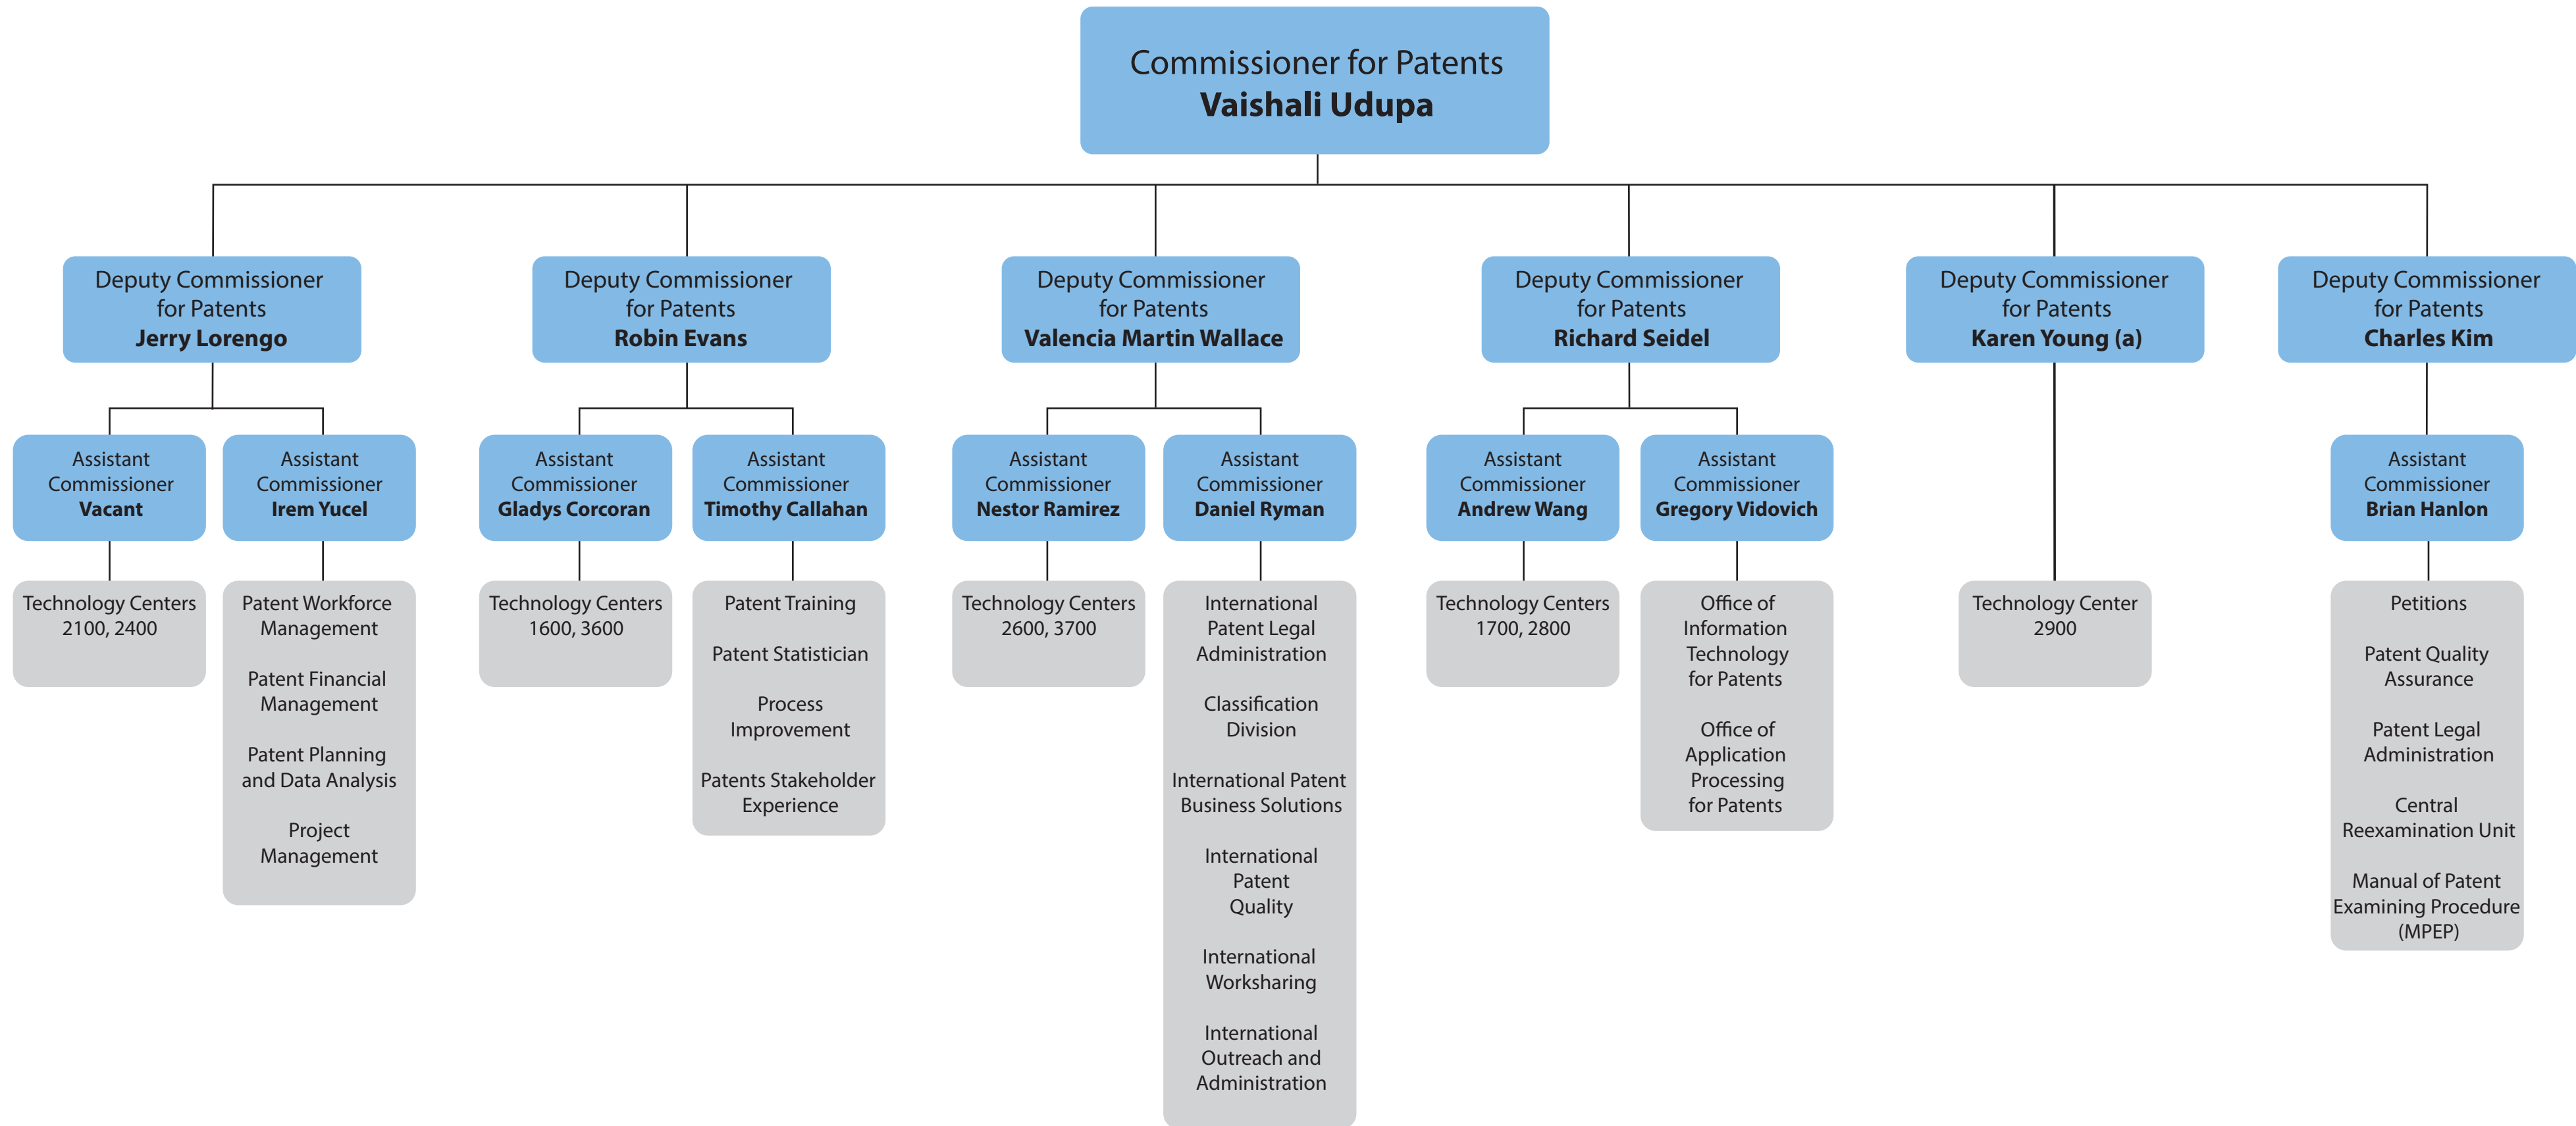 Commissioner for Patents
Vaishali Udupa
Deputy Commissioner
for Patents
Jerry Lorengo
Deputy Commissioner
for Patents
Robin Evans
Deputy Commissioner
for Patents
Valencia Martin Wallace
Deputy Commissioner
for Patents
Richard Seidel
Deputy Commissioner
for Patents
Karen Young (a)
Deputy Commissioner
for Patents
Charles Kim
Assistant
Commissioner
Vacant
Assistant
Commissioner
Irem Yucel
Assistant
Commissioner
Gladys Corcoran
Assistant
Commissioner
Timothy Callahan
Assistant
Commissioner
Nestor Ramirez
Assistant
Commissioner
Daniel Ryman
Assistant
Commissioner
Andrew Wang
Assistant
Commissioner
Gregory Vidovich
Assistant
Commissioner
Brian Hanlon
Technology Centers
2100, 2400
Patent Workforce
Management
Patent Financial
Management
Patent Planning
and Data Analysis
Project
Management
Technology Centers
1600, 3600
Patent Training
Patent Statistician
Process
Improvement
Patents Stakeholder
Experience
Technology Centers
2600, 3700
International
Patent Legal
Administration
Classification
Division
International Patent
Business Solutions
International
Patent
Quality
International
Worksharing
International
Outreach and
Administration
Technology Centers
1700, 2800
Office of
Information
Technology
for Patents
Office of
Application
Processing
for Patents
Technology Center
2900
Petitions
Patent Quality
Assurance
Patent Legal
Administration
Central
Reexamination Unit
Manual of Patent
Examining Procedure
(MPEP)